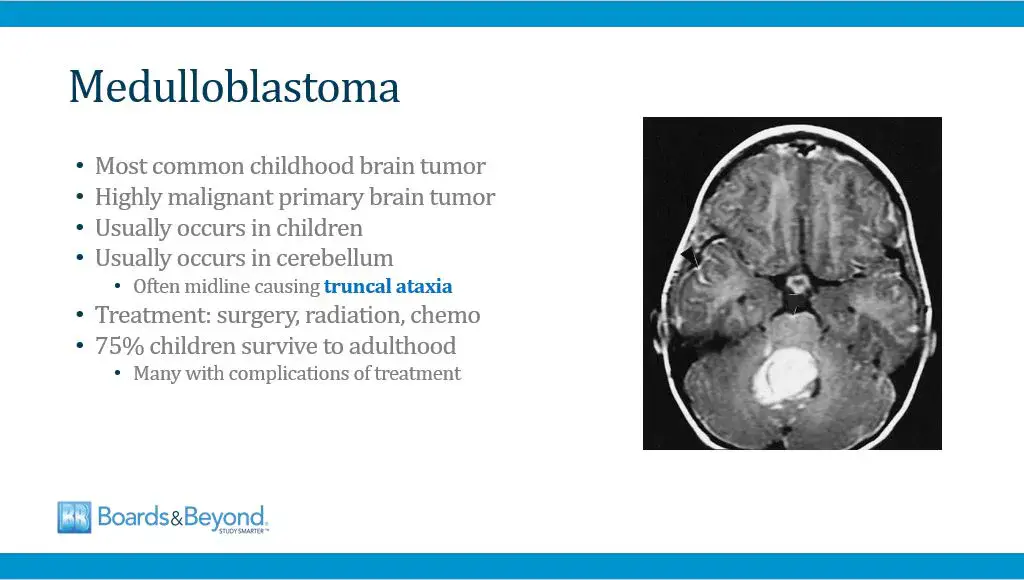 Medulloblastoma
• Most common childhood brain tumor
• Highly malignant primary brain tumor
• Usually occurs in children
• Usually occurs in cerebellum
• Often midline causing truncal ataxia
• Treatment: surgery, radiation, chemo
• 75% children survive to adulthood
• Many with complications of treatment
BB Boards&Beyond®
STUDY SMARTER™